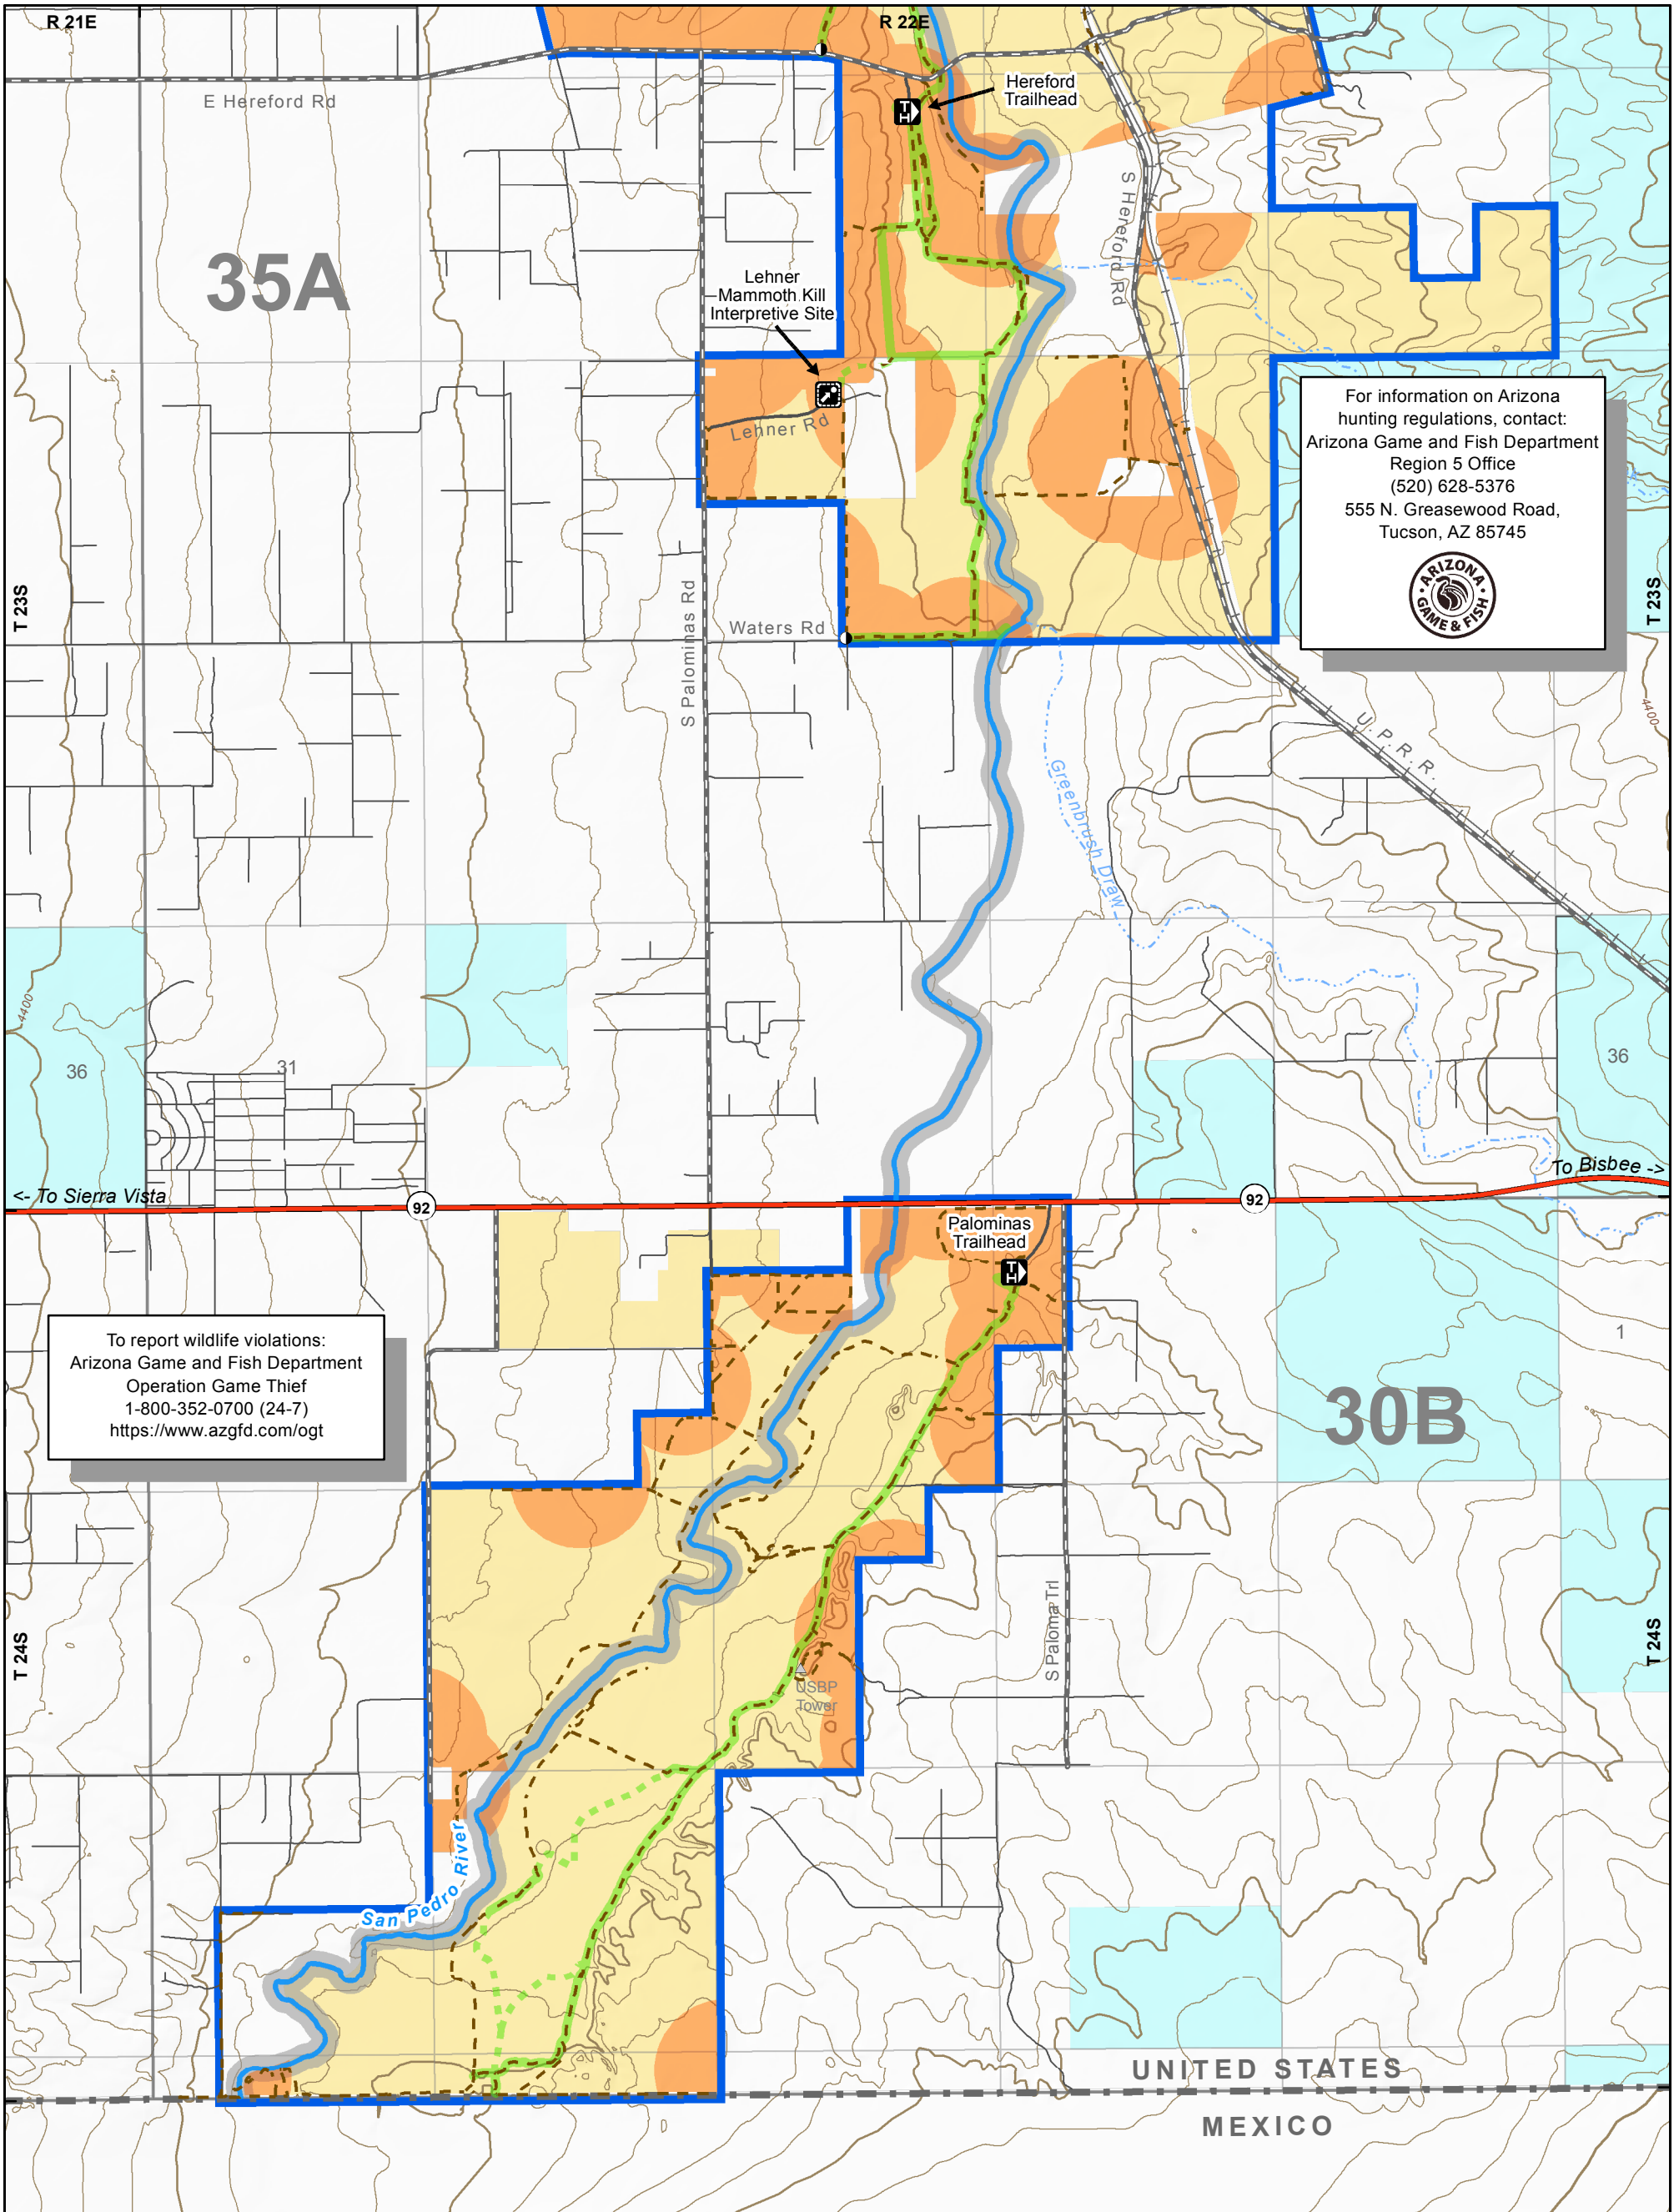 R 21E
R 22E
E Hereford Rd
Hereford
Trailhead
S Hereford Rd
35A
Lehner
Mammoth Kill
Interpretive Site
Lehner Rd
For information on Arizona
hunting regulations, contact:
Arizona Game and Fish Department
Region 5 Office
(520) 628-5376
555 N. Greasewood Road,
Tucson, AZ 85745
ARIZONA
GAME & FISH
T 23S
T 23S
S Palominas Rd
Waters Rd
4400
U. P. R. R.
Greenbrush Draw
4400
36
31
36
<- To Sierra Vista
To Bisbee ->
92
92
Palominas
Trailhead
To report wildlife violations:
Arizona Game and Fish Department
Operation Game Thief
1-800-352-0700 (24-7)
https://www.azgfd.com/ogt
1
30B
T 24S
T 24S
S Paloma Trl
USBP
Tower
San Pedro River
UNITED STATES
MEXICO